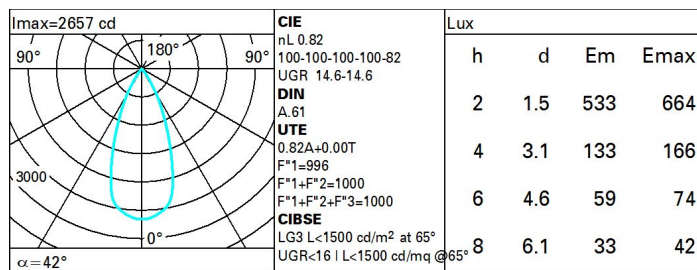 Imax=2657 cd
90°
180°
90°
3000
0°
α=42°
CIE
nL 0.82
100-100-100-100-82
UGR 14.6-14.6
DIN
A.61
UTE
0.82A+0.00T
F"1=996
F"1+F"2=1000
F"1+F"2+F"3=1000
CIBSE
LG3 L<1500 cd/m² at 65°
UGR<16 | L<1500 cd/mq @65°
Lux
h d Em Emax
2 1.5 533 664
4 3.1 133 166
6 4.6 59 74
8 6.1 33 42